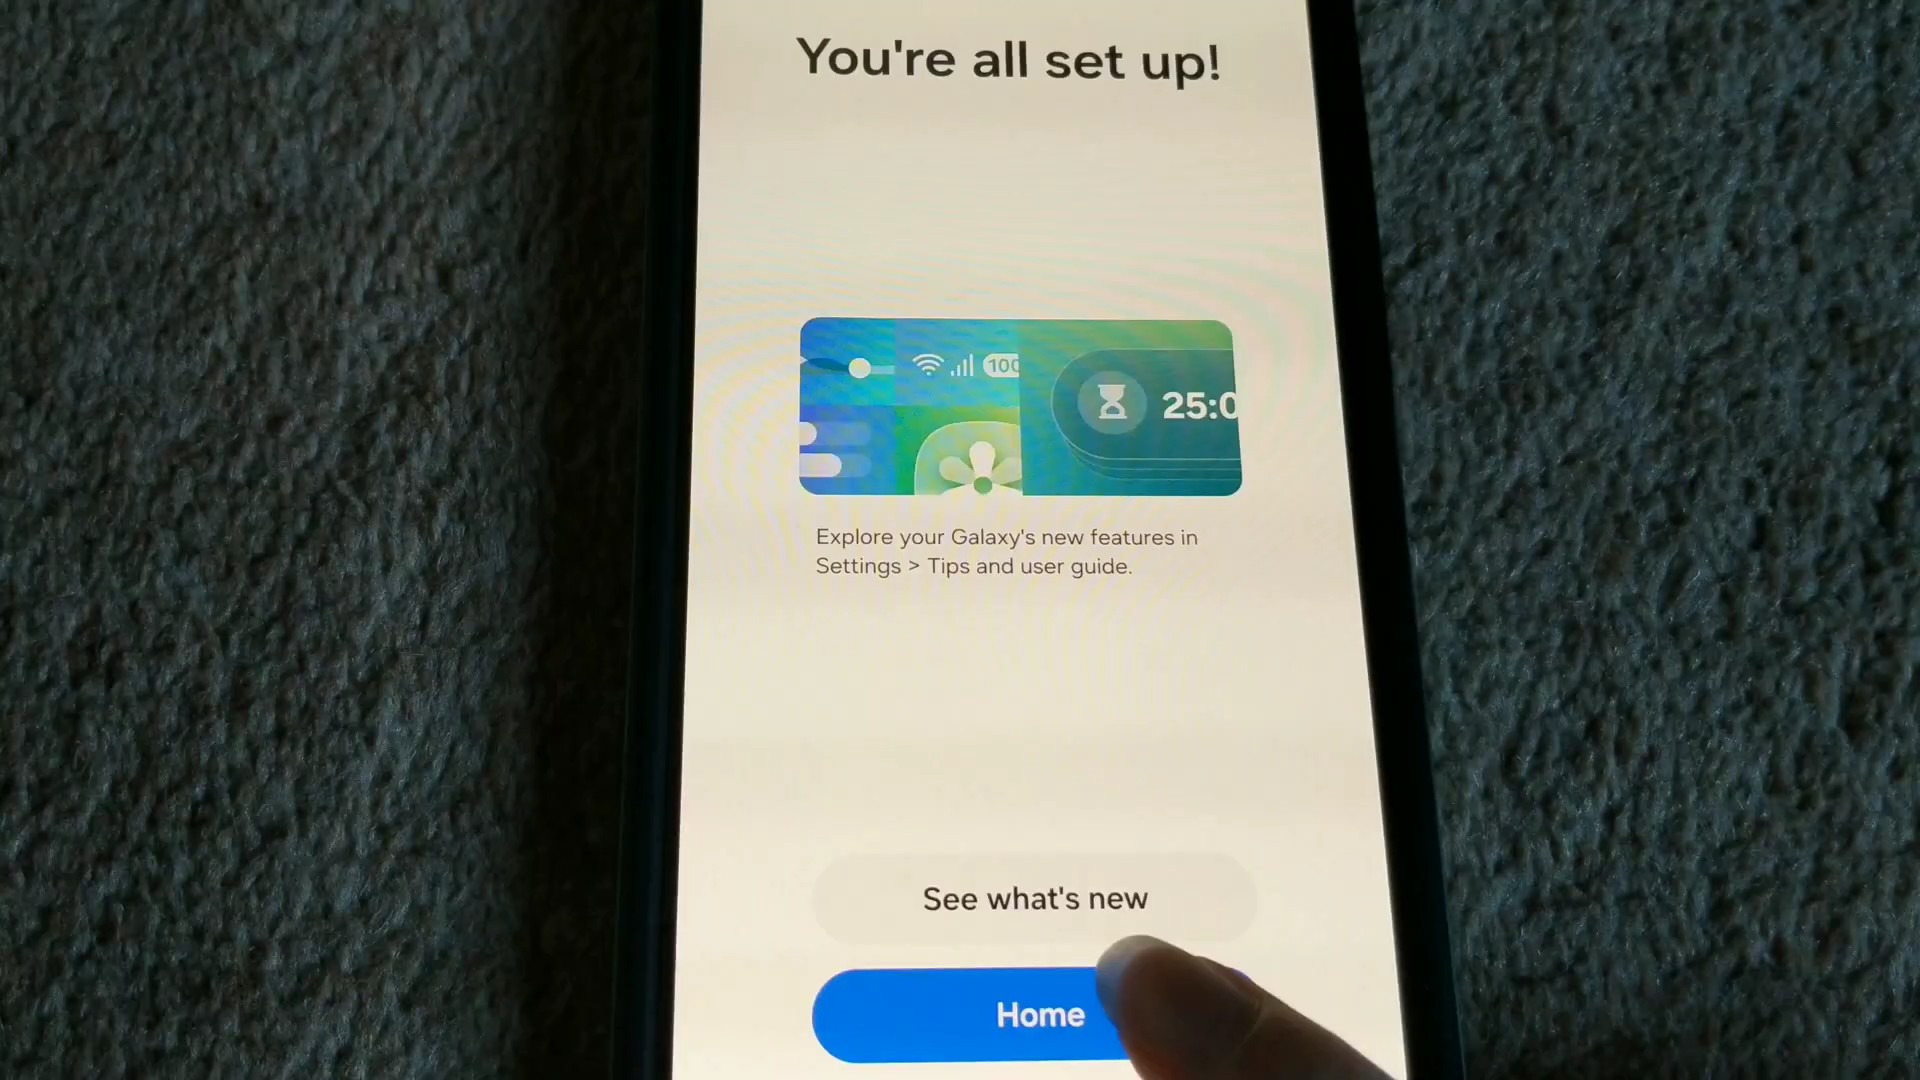 You're all set up!
100
25:0
Explore your Galaxy's new features in
Settings > Tips and user guide.
See what's new
Home